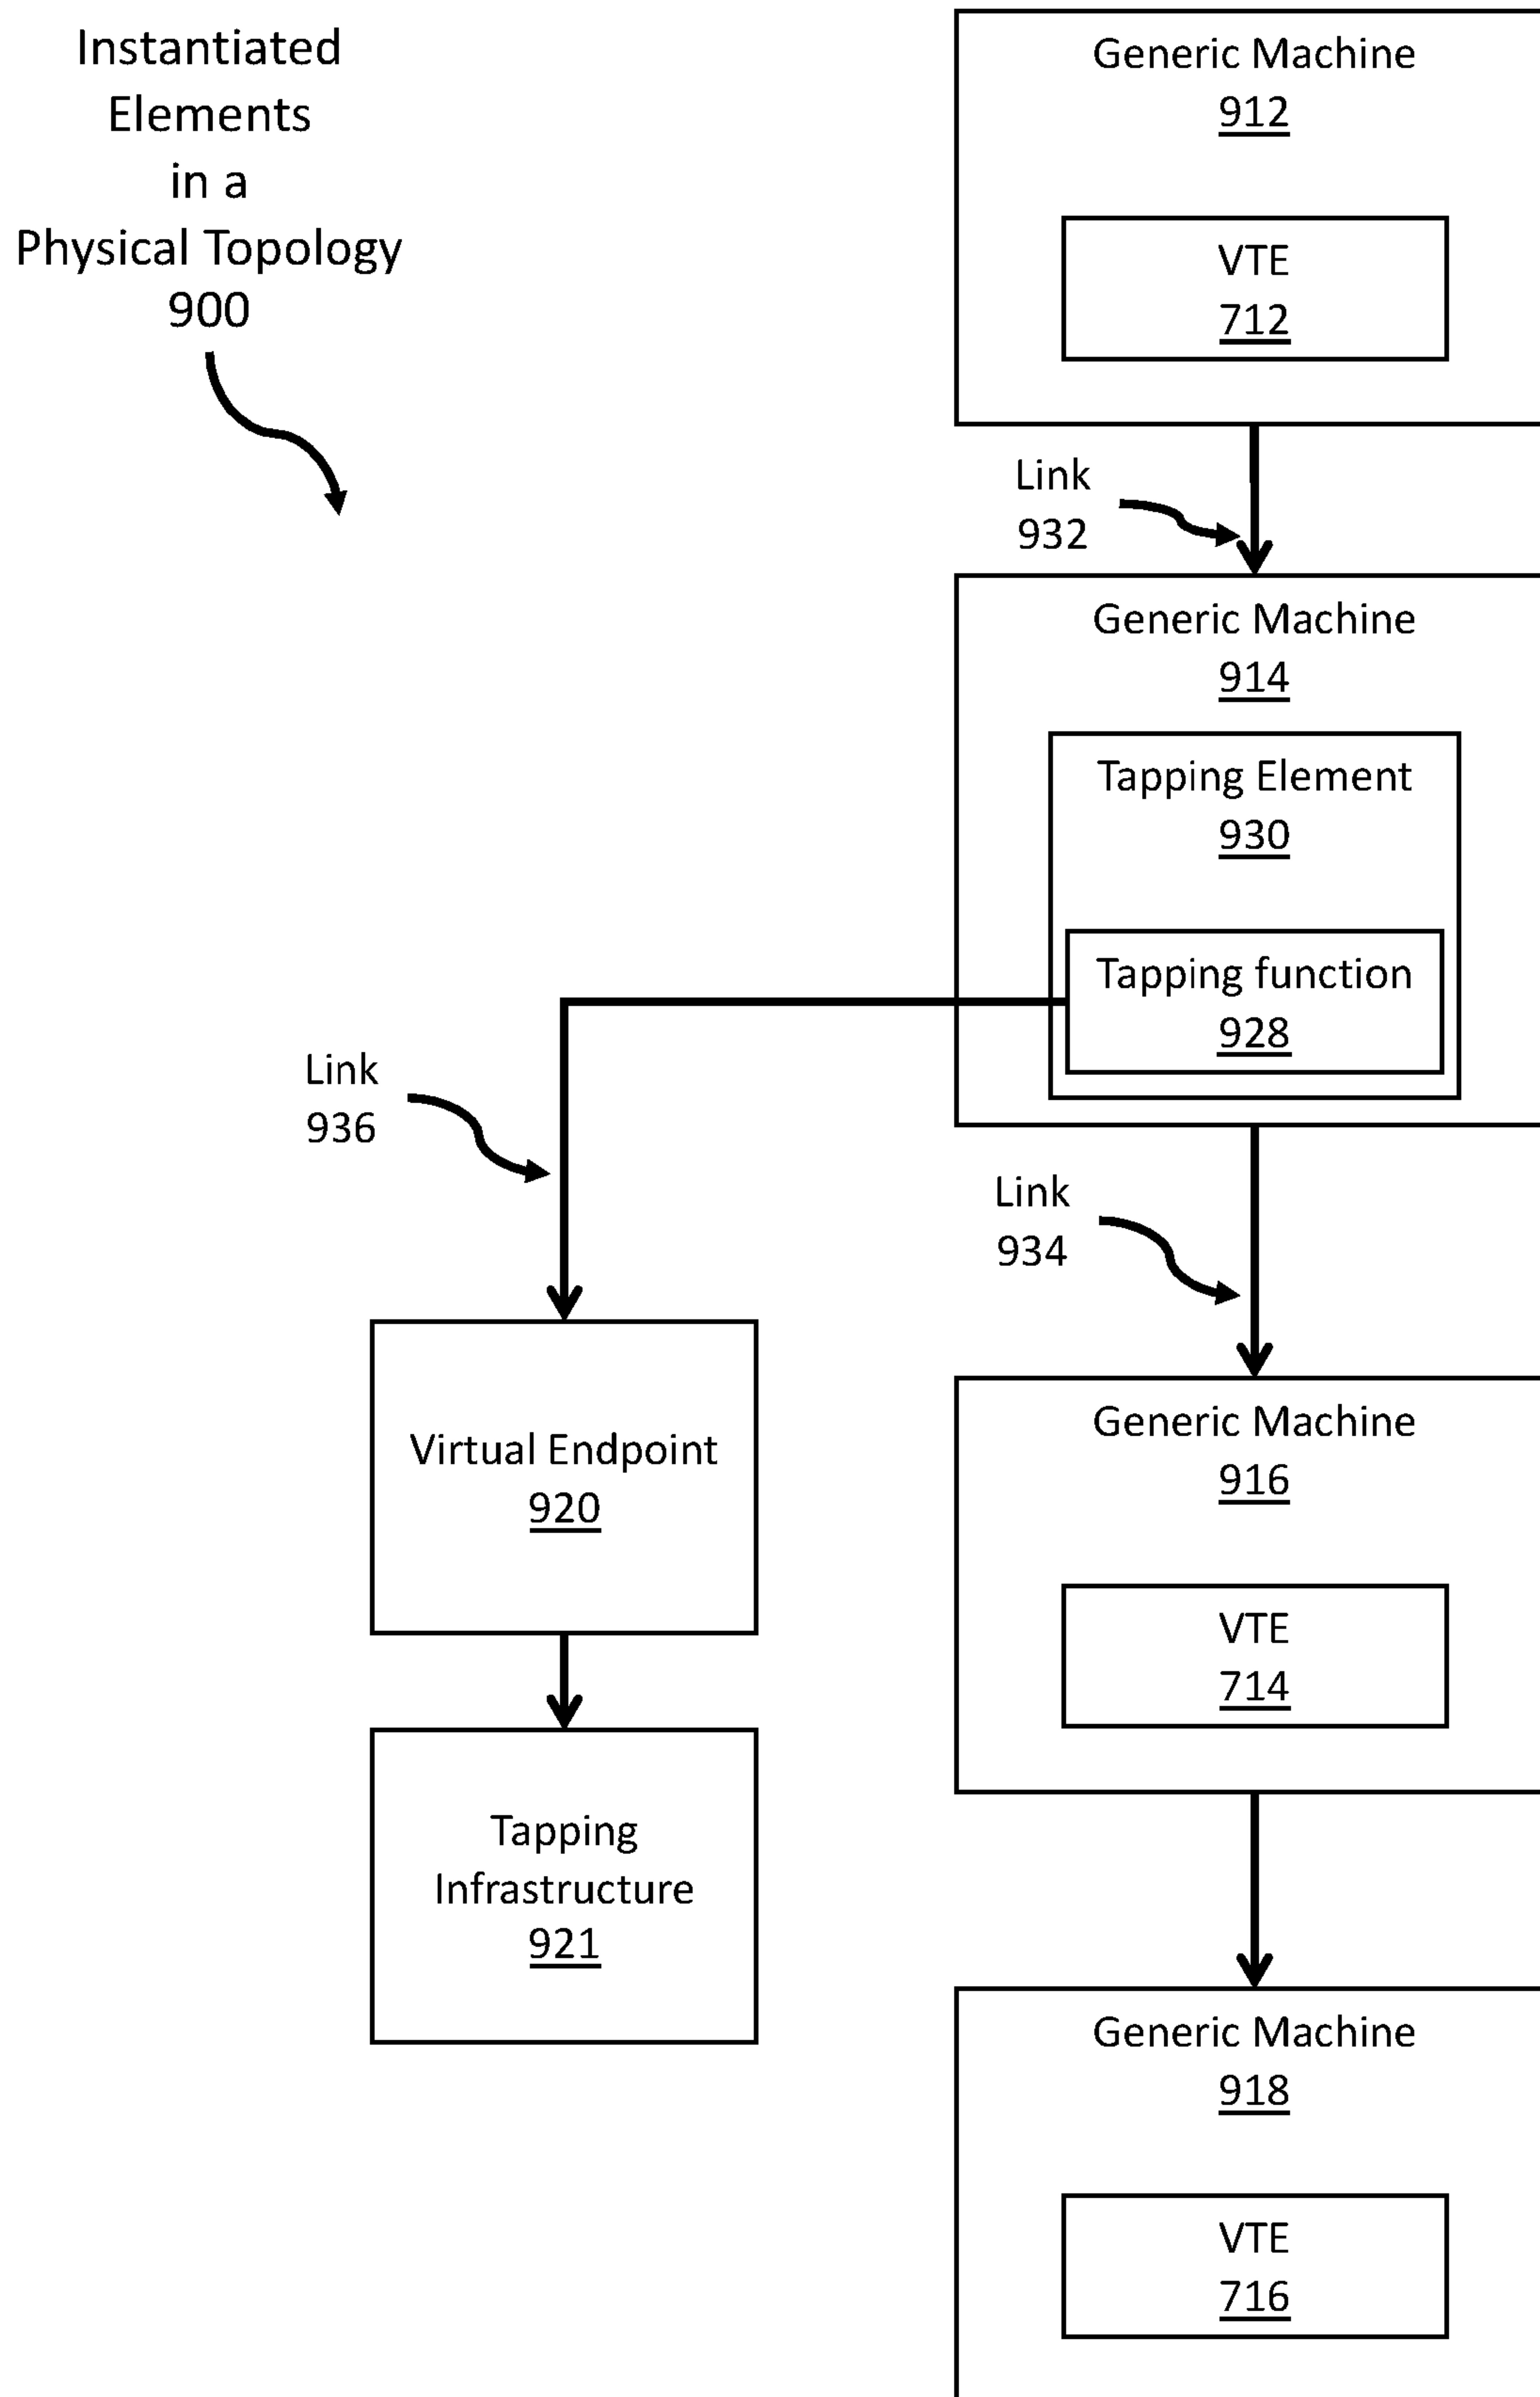 Instantiated
Elements
in a
Physical Topology
900
Generic Machine
912
VTE
712
Link
932
Generic Machine
914
Tapping Element
930
Tapping function
928
Link
936
Link
934
Virtual Endpoint
920
Generic Machine
916
VTE
714
Tapping
Infrastructure
921
Generic Machine
918
VTE
716